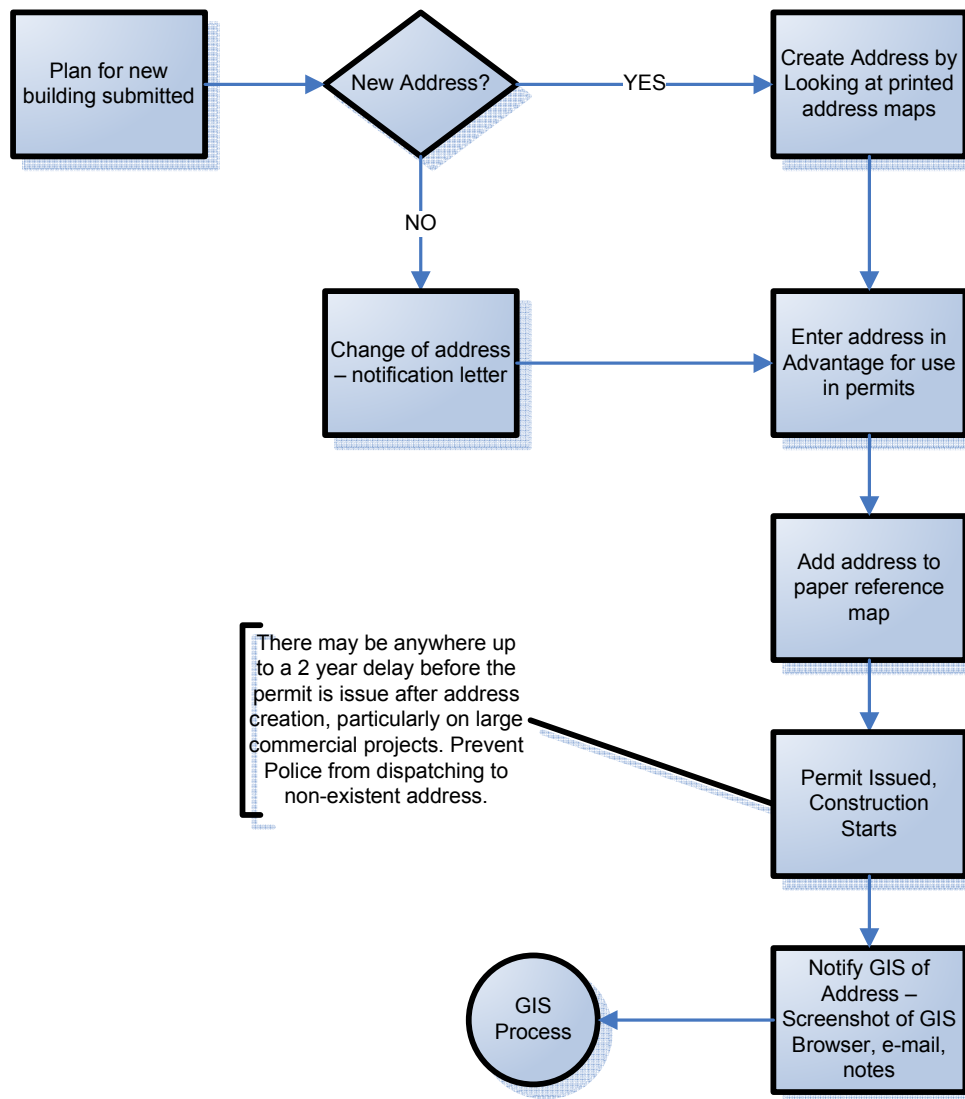 Plan for new
building submitted
New Address?
YES
Create Address by
Looking at printed
address maps
NO
Change of address
– notification letter
Enter address in
Advantage for use
in permits
Add address to
paper reference
map
There may be anywhere up
to a 2 year delay before the
permit is issue after address
creation, particularly on large
commercial projects. Prevent
Police from dispatching to
non-existent address.
Permit Issued,
Construction
Starts
Notify GIS of
Address –
Screenshot of GIS
Browser, e-mail,
notes
GIS
Process